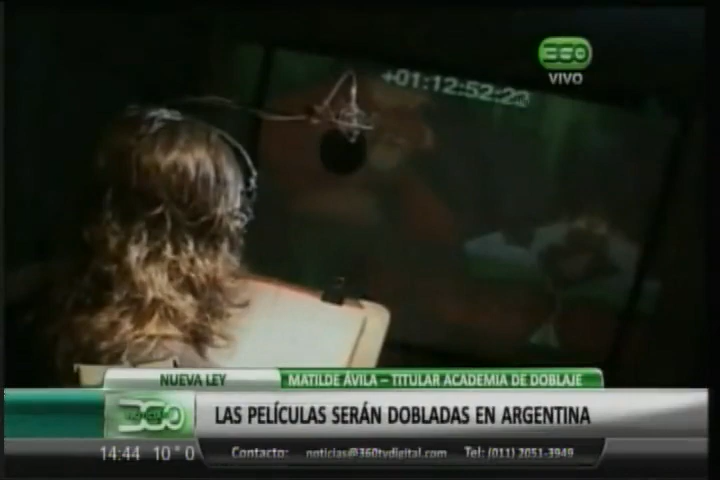 360
VIVO
+01:12:52:22
NUEVA LEY
MATILDE ÁVILA – TITULAR ACADEMIA DE DOBLAJE
360
LAS PELÍCULAS SERÁN DOBLADAS EN ARGENTINA
14:44 10° 0
Contacto: noticias@360tvdigital.com Tel: (011) 2051-3949